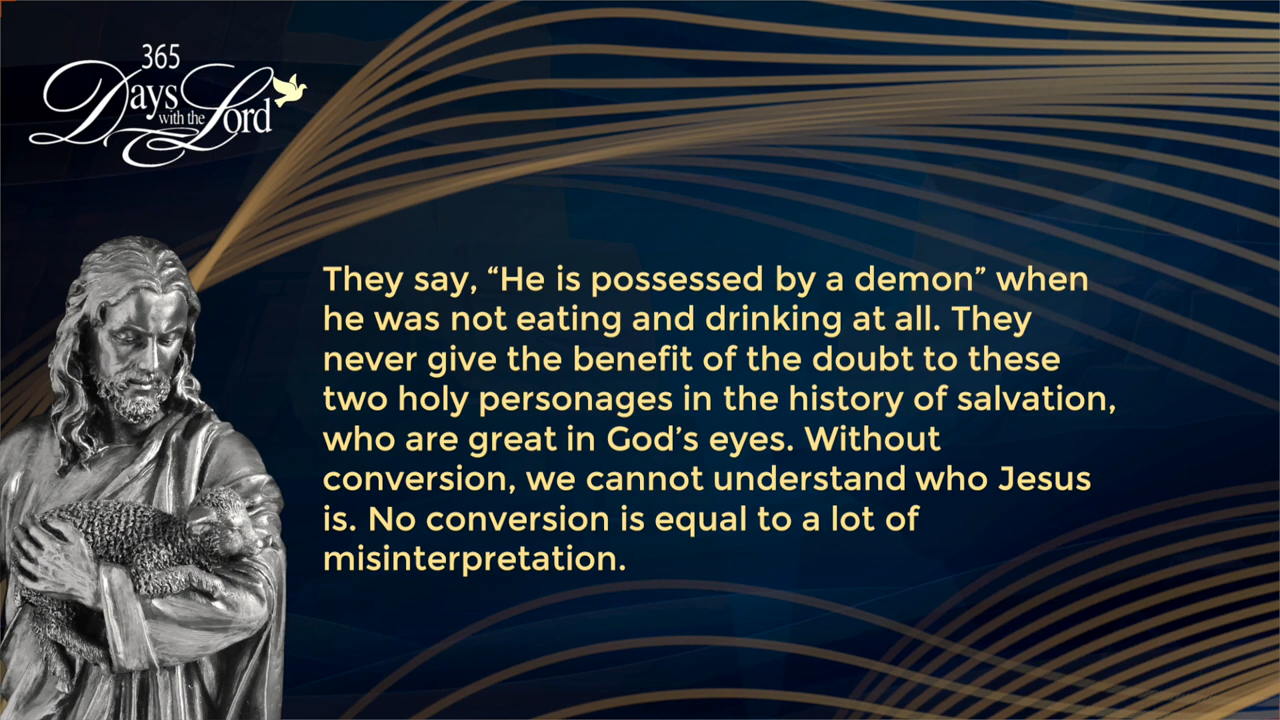 365
Days
with the
Lord
They say, “He is possessed by a demon” when
he was not eating and drinking at all. They
never give the benefit of the doubt to these
two holy personages in the history of salvation,
who are great in God’s eyes. Without
conversion, we cannot understand who Jesus
is. No conversion is equal to a lot of
misinterpretation.